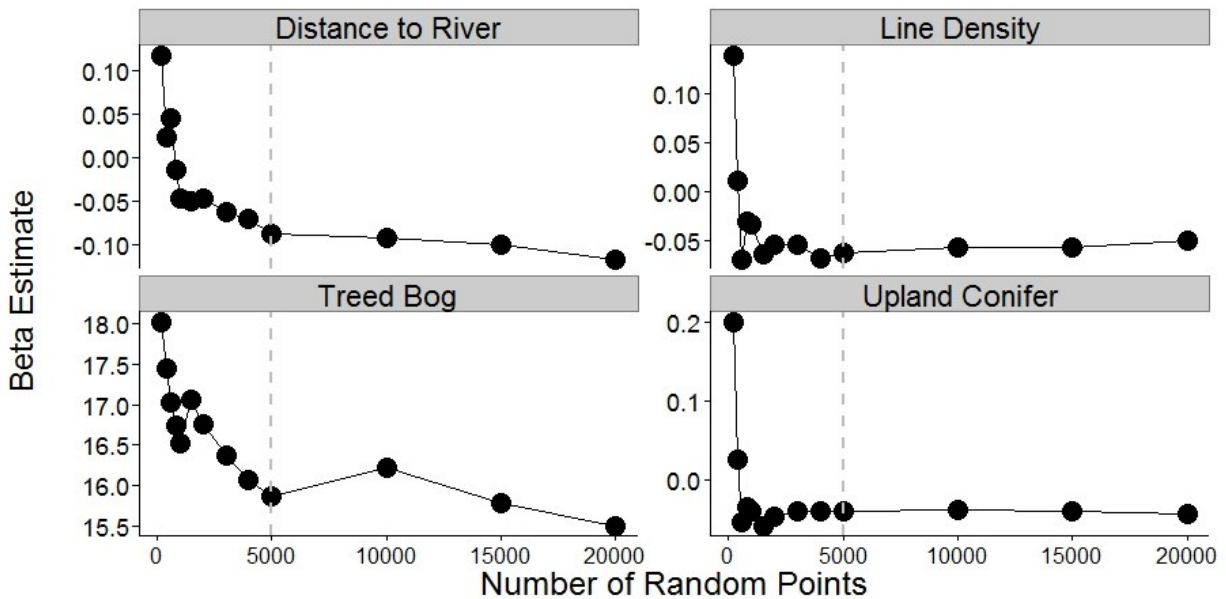 Distance to River
Line Density
0.10
0.05
0.00
-0.05
-0.10
0.10
0.05
0.00
-0.05
Beta Estimate
Treed Bog
Upland Conifer
18.0
17.5
17.0
16.5
16.0
15.5
0.2
0.1
0.0
0 5000 10000 15000 20000
0 5000 10000 15000 20000
Number of Random Points